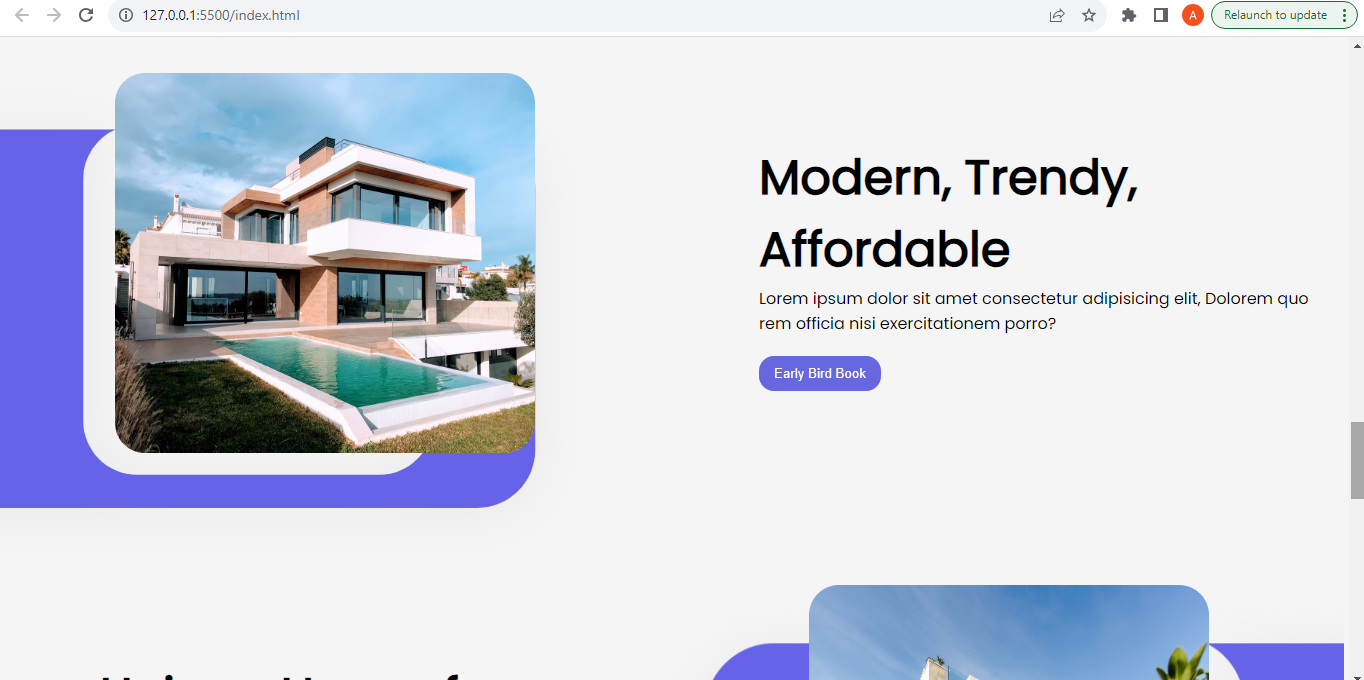 127.0.0.1:5500/index.html
A
Relaunch to update
Modern, Trendy,
Affordable
Lorem ipsum dolor sit amet consectetur adipisicing elit, Dolorem quo
rem officia nisi exercitationem porro?
Early Bird Book